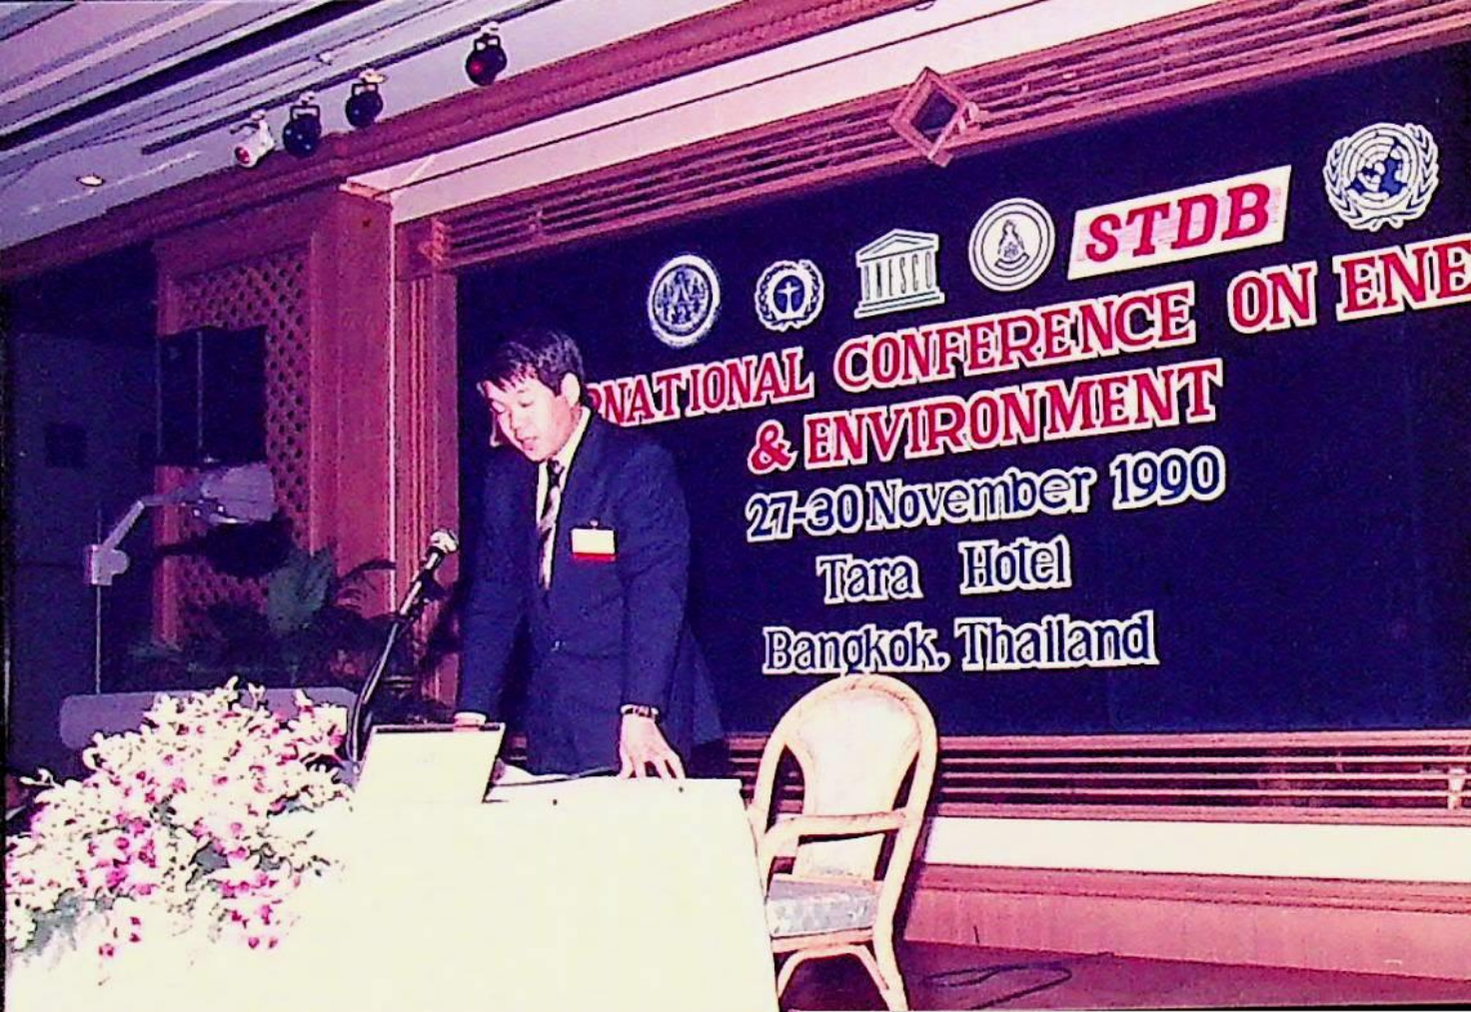 UNESCO
STDB
RNATIONAL CONFERENCE ON ENE
& ENVIRONMENT
27-30 November 1990
Tara Hotel
Bangkok, Thailand